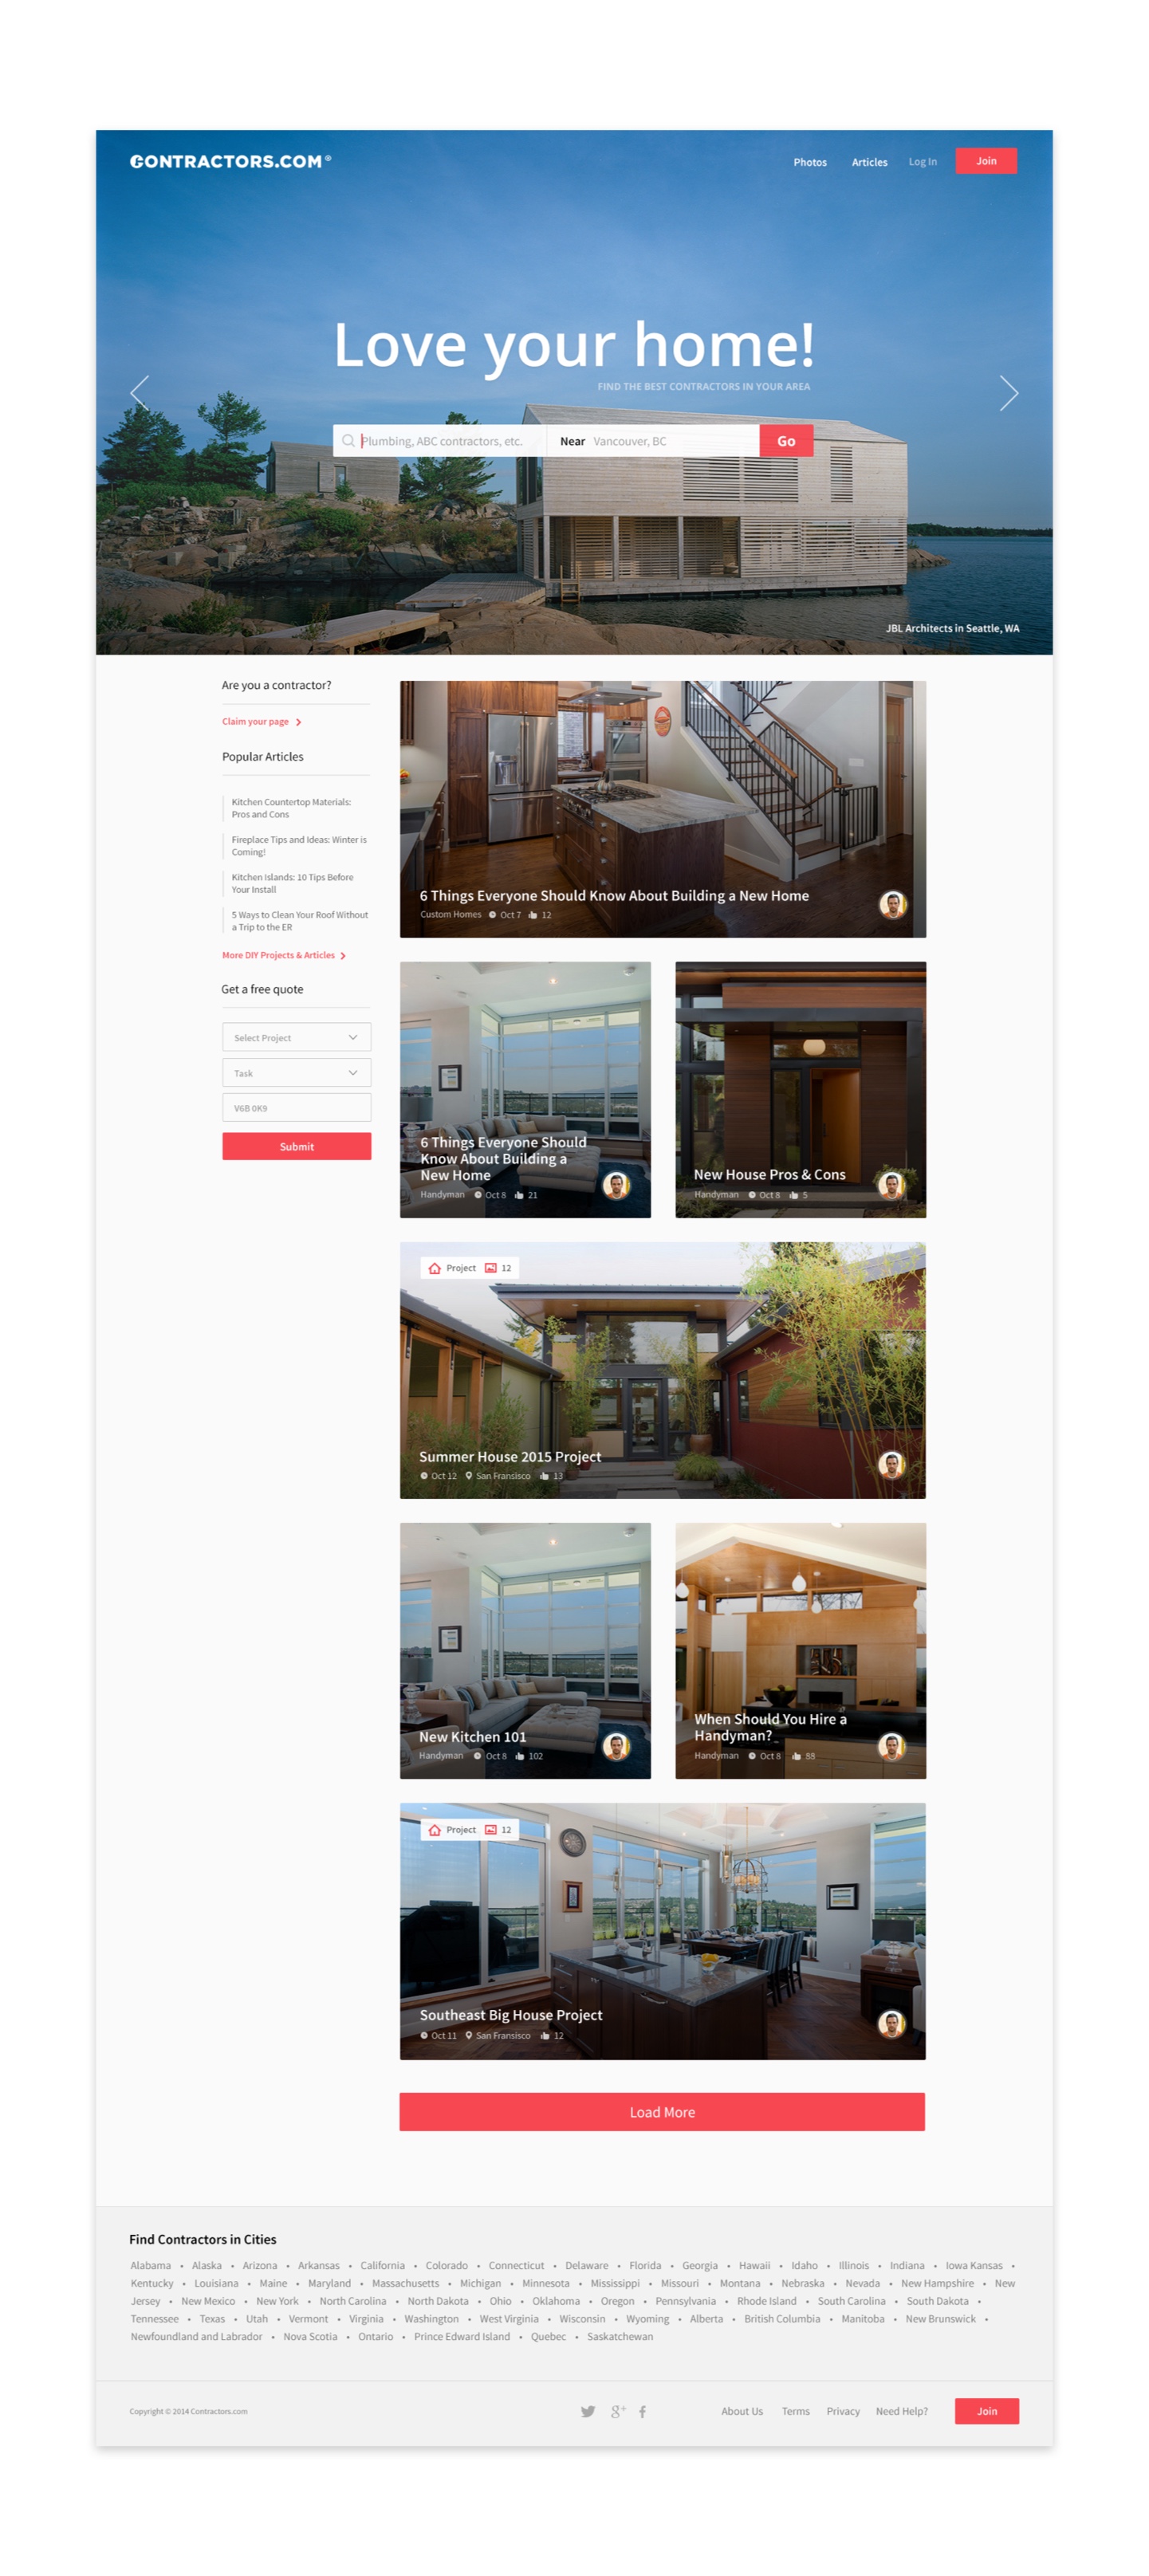 CONTRACTORS.COM®
Photos Articles Log In Join
Love your home!
FIND THE BEST CONTRACTORS IN YOUR AREA
Plumbing, ABC contractors, etc. Near Vancouver, BC Go
JBL Architects in Seattle, WA
Are you a contractor?
Claim your page
Popular Articles
Kitchen Countertop Materials:
Pros and Cons
Fireplace Tips and Ideas: Winter is
Coming!
Kitchen Islands: 10 Tips Before
Your Install
5 Ways to Clean Your Roof Without
a Trip to the ER
More DIY Projects & Articles
Get a free quote
Select Project
Task
V6B 0K9
Submit
6 Things Everyone Should Know About Building a New Home
Custom Homes Oct 7 12
6 Things Everyone Should
Know About Building a
New Home
Handyman Oct 8 21
New House Pros & Cons
Handyman Oct 8 5
Project 12
Summer House 2015 Project
Oct 12 San Fransisco 13
New Kitchen 101
Handyman Oct 8 102
When Should You Hire a
Handyman?
Handyman Oct 8 88
Project 12
Southeast Big House Project
Oct 11 San Fransisco 12
Load More
Find Contractors in Cities
Alabama • Alaska • Arizona • Arkansas • California • Colorado • Connecticut • Delaware • Florida • Georgia • Hawaii • Idaho • Illinois • Indiana • Iowa Kansas •
Kentucky • Louisiana • Maine • Maryland • Massachusetts • Michigan • Minnesota • Mississippi • Missouri • Montana • Nebraska • Nevada • New Hampshire • New
Jersey • New Mexico • New York • North Carolina • North Dakota • Ohio • Oklahoma • Oregon • Pennsylvania • Rhode Island • South Carolina • South Dakota •
Tennessee • Texas • Utah • Vermont • Virginia • Washington • West Virginia • Wisconsin • Wyoming • Alberta • British Columbia • Manitoba • New Brunswick •
Newfoundland and Labrador • Nova Scotia • Ontario • Prince Edward Island • Quebec • Saskatchewan
Copyright © 2014 Contractors.com
About Us Terms Privacy Need Help? Join